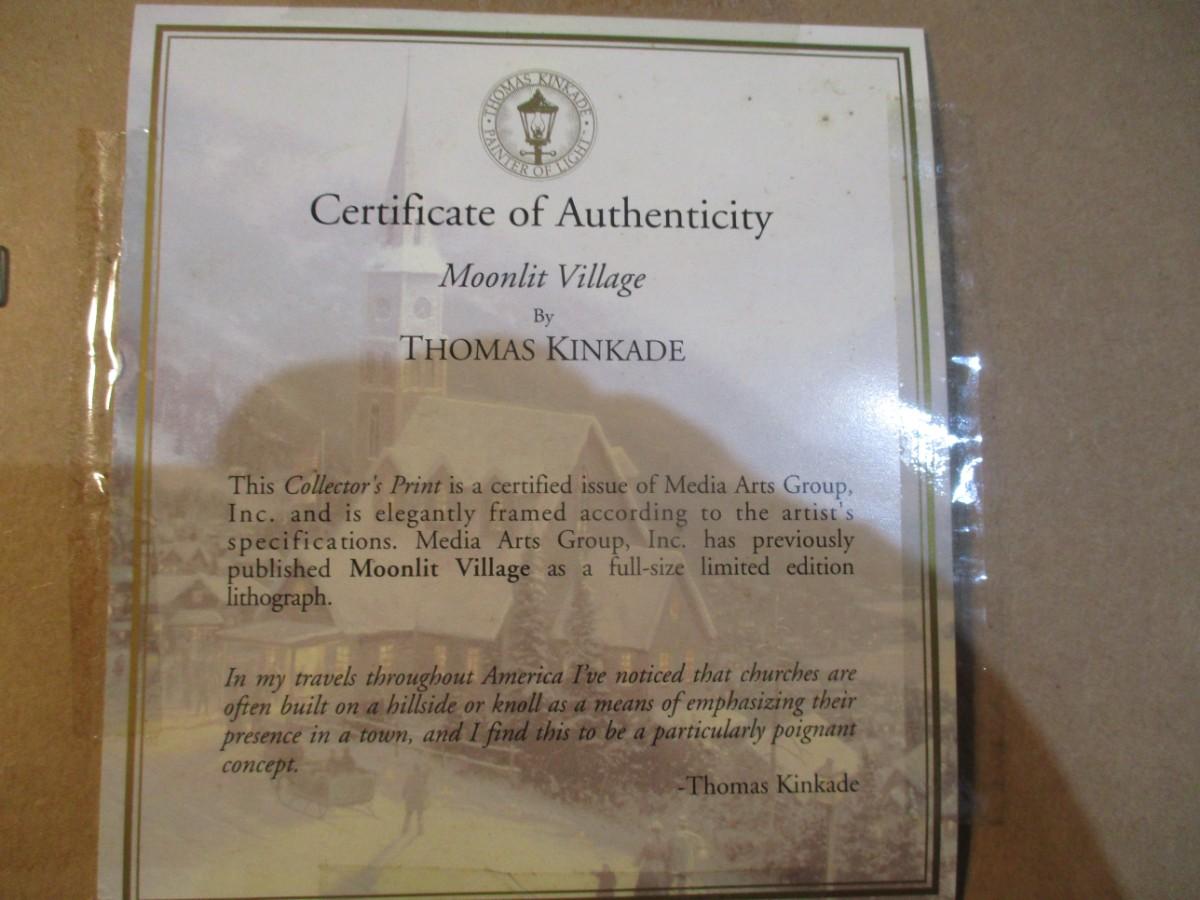 THOMAS KINKADE
PAINTER OF LIGHT
Certificate of Authenticity
Moonlit Village
By
THOMAS KINKADE
This Collector's Print is a certified issue of Media Arts Group,
Inc. and is elegantly framed according to the artist's
specifications. Media Arts Group, Inc. has previously
published Moonlit Village as a full-size limited edition
lithograph.
In my travels throughout America I've noticed that churches are
often built on a hillside or knoll as a means of emphasizing their
presence in a town, and I find this to be a particularly poignant
concept.
-Thomas Kinkade